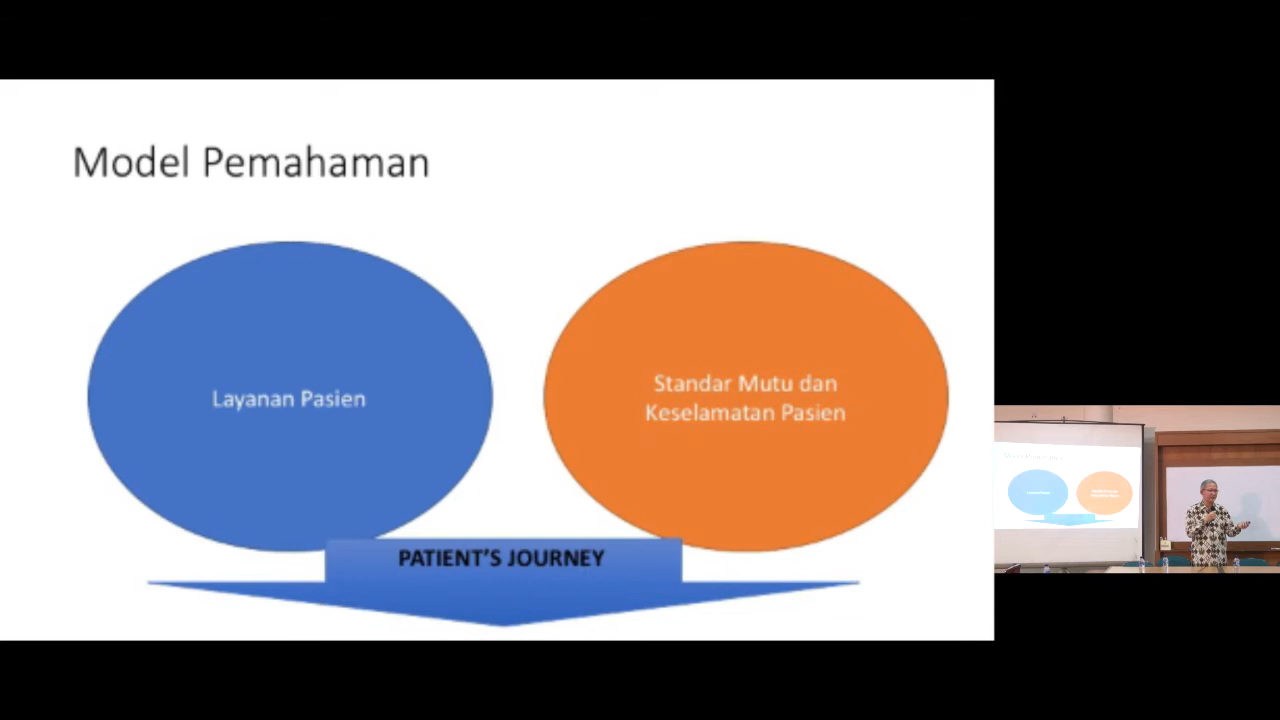 Model Pemahaman
Layanan Pasien
Standar Mutu dan
Keselamatan Pasien
PATIENT'S JOURNEY